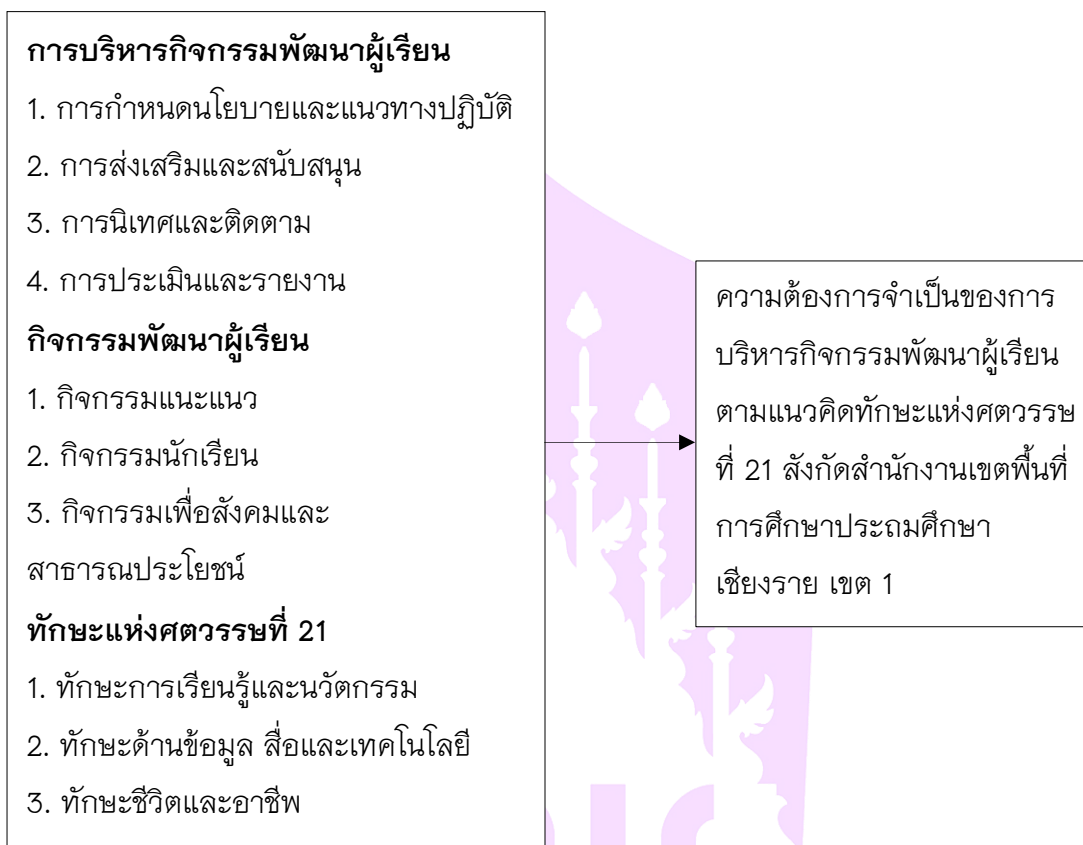 การบริหารกิจกรรมพัฒนาผู้เรียน
1. การกำหนดนโยบายและแนวทางปฏิบัติ
2. การส่งเสริมและสนับสนุน
3. การนิเทศและติดตาม
4. การประเมินและรายงาน
กิจกรรมพัฒนาผู้เรียน
1. กิจกรรมแนะแนว
2. กิจกรรมนักเรียน
3. กิจกรรมเพื่อสังคมและ
สาธารณประโยชน์
ทักษะแห่งศตวรรษที่ 21
1. ทักษะการเรียนรู้และนวัตกรรม
2. ทักษะด้านข้อมูล สื่อและเทคโนโลยี
3. ทักษะชีวิตและอาชีพ
ความต้องการจำเป็นของการ
บริหารกิจกรรมพัฒนาผู้เรียน
ตามแนวคิดทักษะแห่งศตวรรษ
ที่ 21 สังกัดสำนักงานเขตพื้นที่
การศึกษาประถมศึกษา
เชียงราย เขต 1